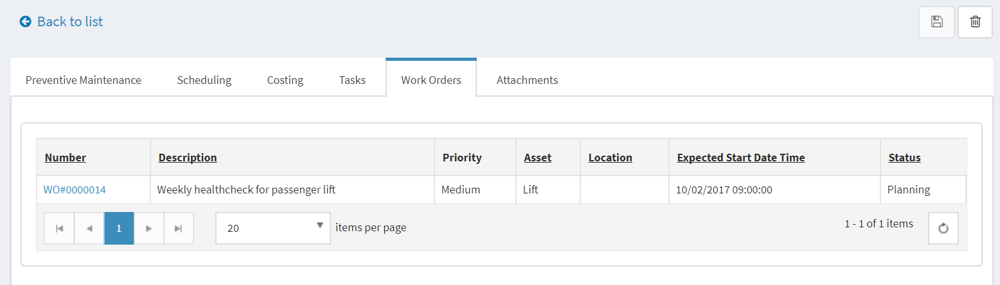 Back to list
Preventive Maintenance Scheduling Costing Tasks Work Orders Attachments
Number Description Priority Asset Location Expected Start Date Time Status
WO#0000014 Weekly healthcheck for passenger lift Medium Lift 10/02/2017 09:00:00 Planning
1 20 items per page 1 - 1 of 1 items